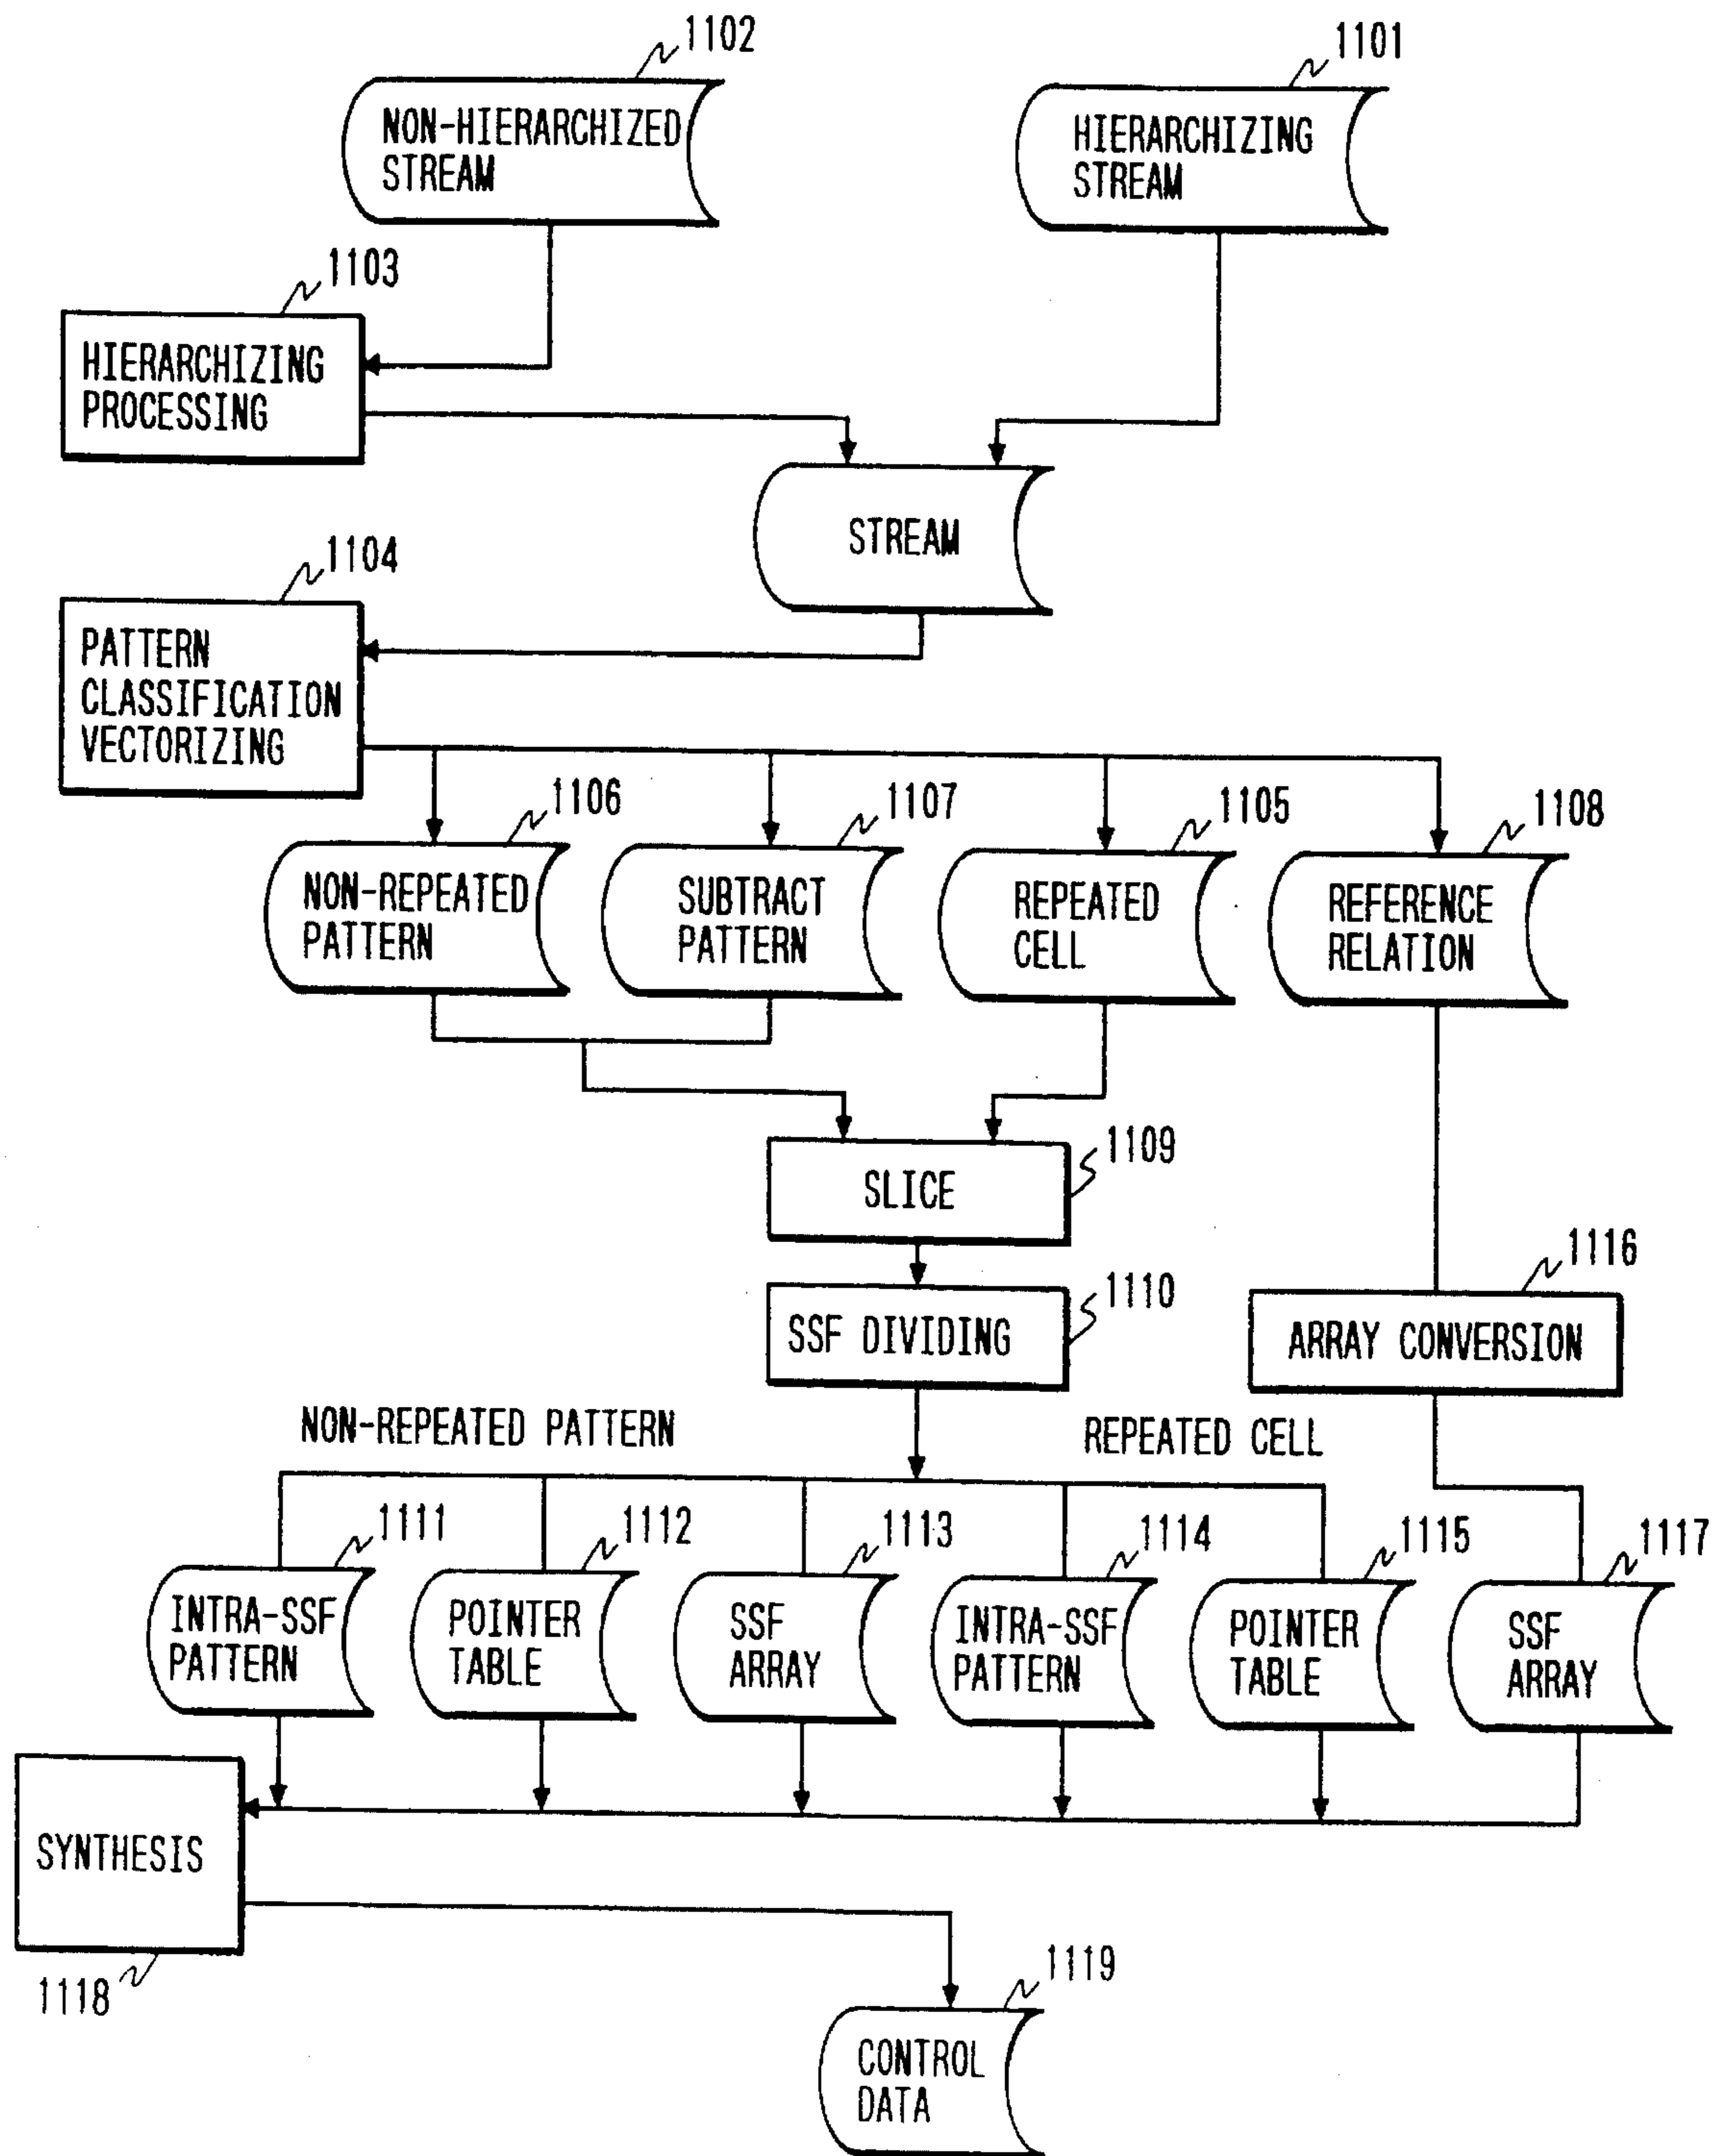 1102
1101
NON-HIERARCHIZED
STREAM
HIERARCHIZING
STREAM
1103
HIERARCHIZING
PROCESSING
STREAM
1104
PATTERN
CLASSIFICATION
VECTORIZING
1106
1107
1105
1108
NON-REPEATED
PATTERN
SUBTRACT
PATTERN
REPEATED
CELL
REFERENCE
RELATION
1109
SLICE
1110
SSF DIVIDING
1116
ARRAY CONVERSION
NON-REPEATED PATTERN
REPEATED CELL
1111
1112
1113
1114
1115
1117
INTRA-SSF
PATTERN
POINTER
TABLE
SSF
ARRAY
INTRA-SSF
PATTERN
POINTER
TABLE
SSF
ARRAY
SYNTHESIS
1118
1119
CONTROL
DATA